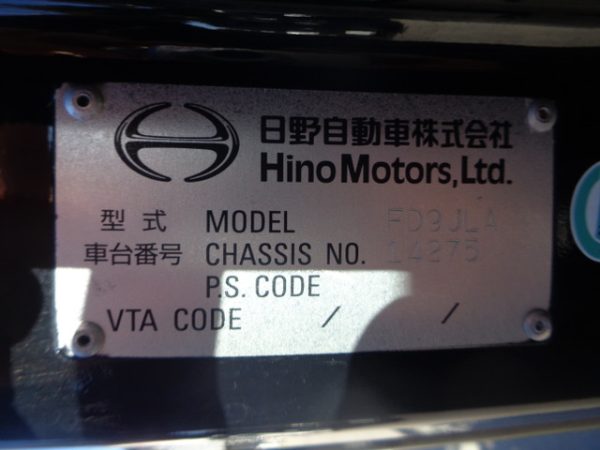 日野自動車株式会社
Hino Motors, Ltd.
型式 MODEL FD9JLA
車台番号 CHASSIS NO. 14275
P.S. CODE
VTA CODE / /